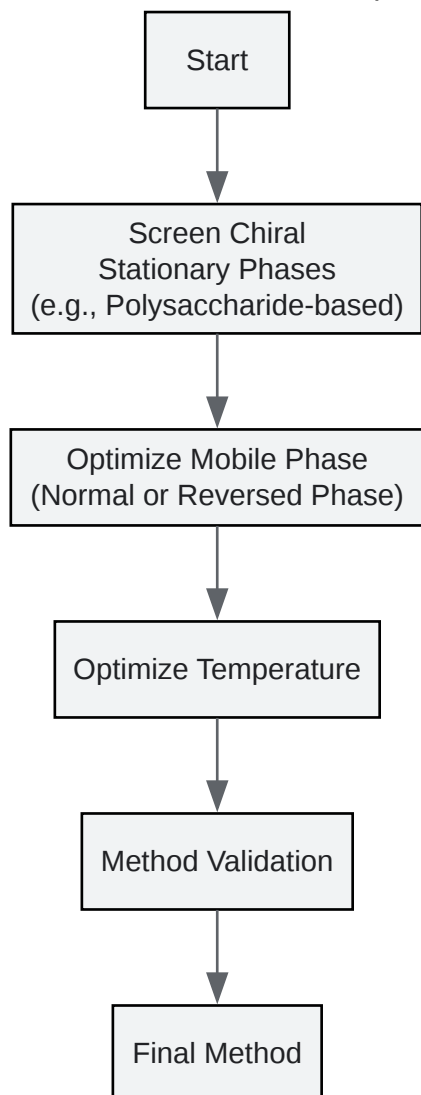 Start
Screen Chiral
Stationary Phases
(e.g., Polysaccharide-based)
Optimize Mobile Phase
(Normal or Reversed Phase)
Optimize Temperature
Method Validation
Final Method